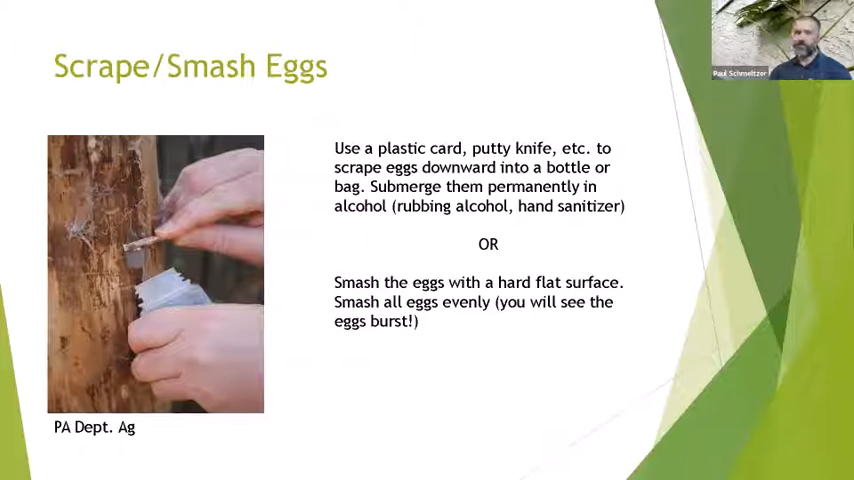 Scrape/Smash Eggs
Paul Schmeltzer
Use a plastic card, putty knife, etc. to
scrape eggs downward into a bottle or
bag. Submerge them permanently in
alcohol (rubbing alcohol, hand sanitizer)
OR
Smash the eggs with a hard flat surface.
Smash all eggs evenly (you will see the
eggs burst!)
PA Dept. Ag